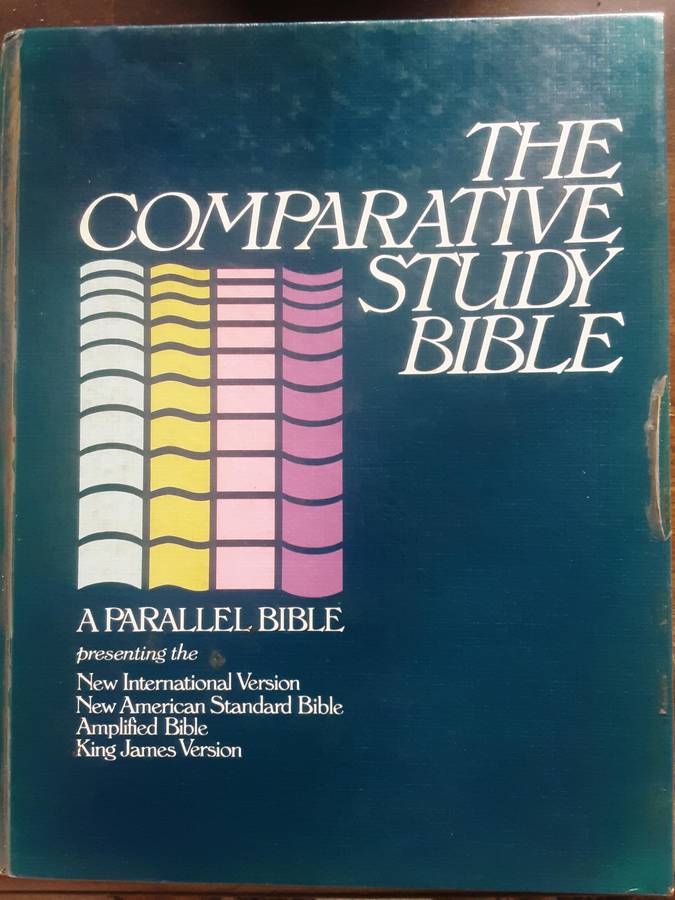 THE
COMPARATIVE
STUDY
BIBLE
A PARALLEL BIBLE
presenting the
New International Version
New American Standard Bible
Amplified Bible
King James Version